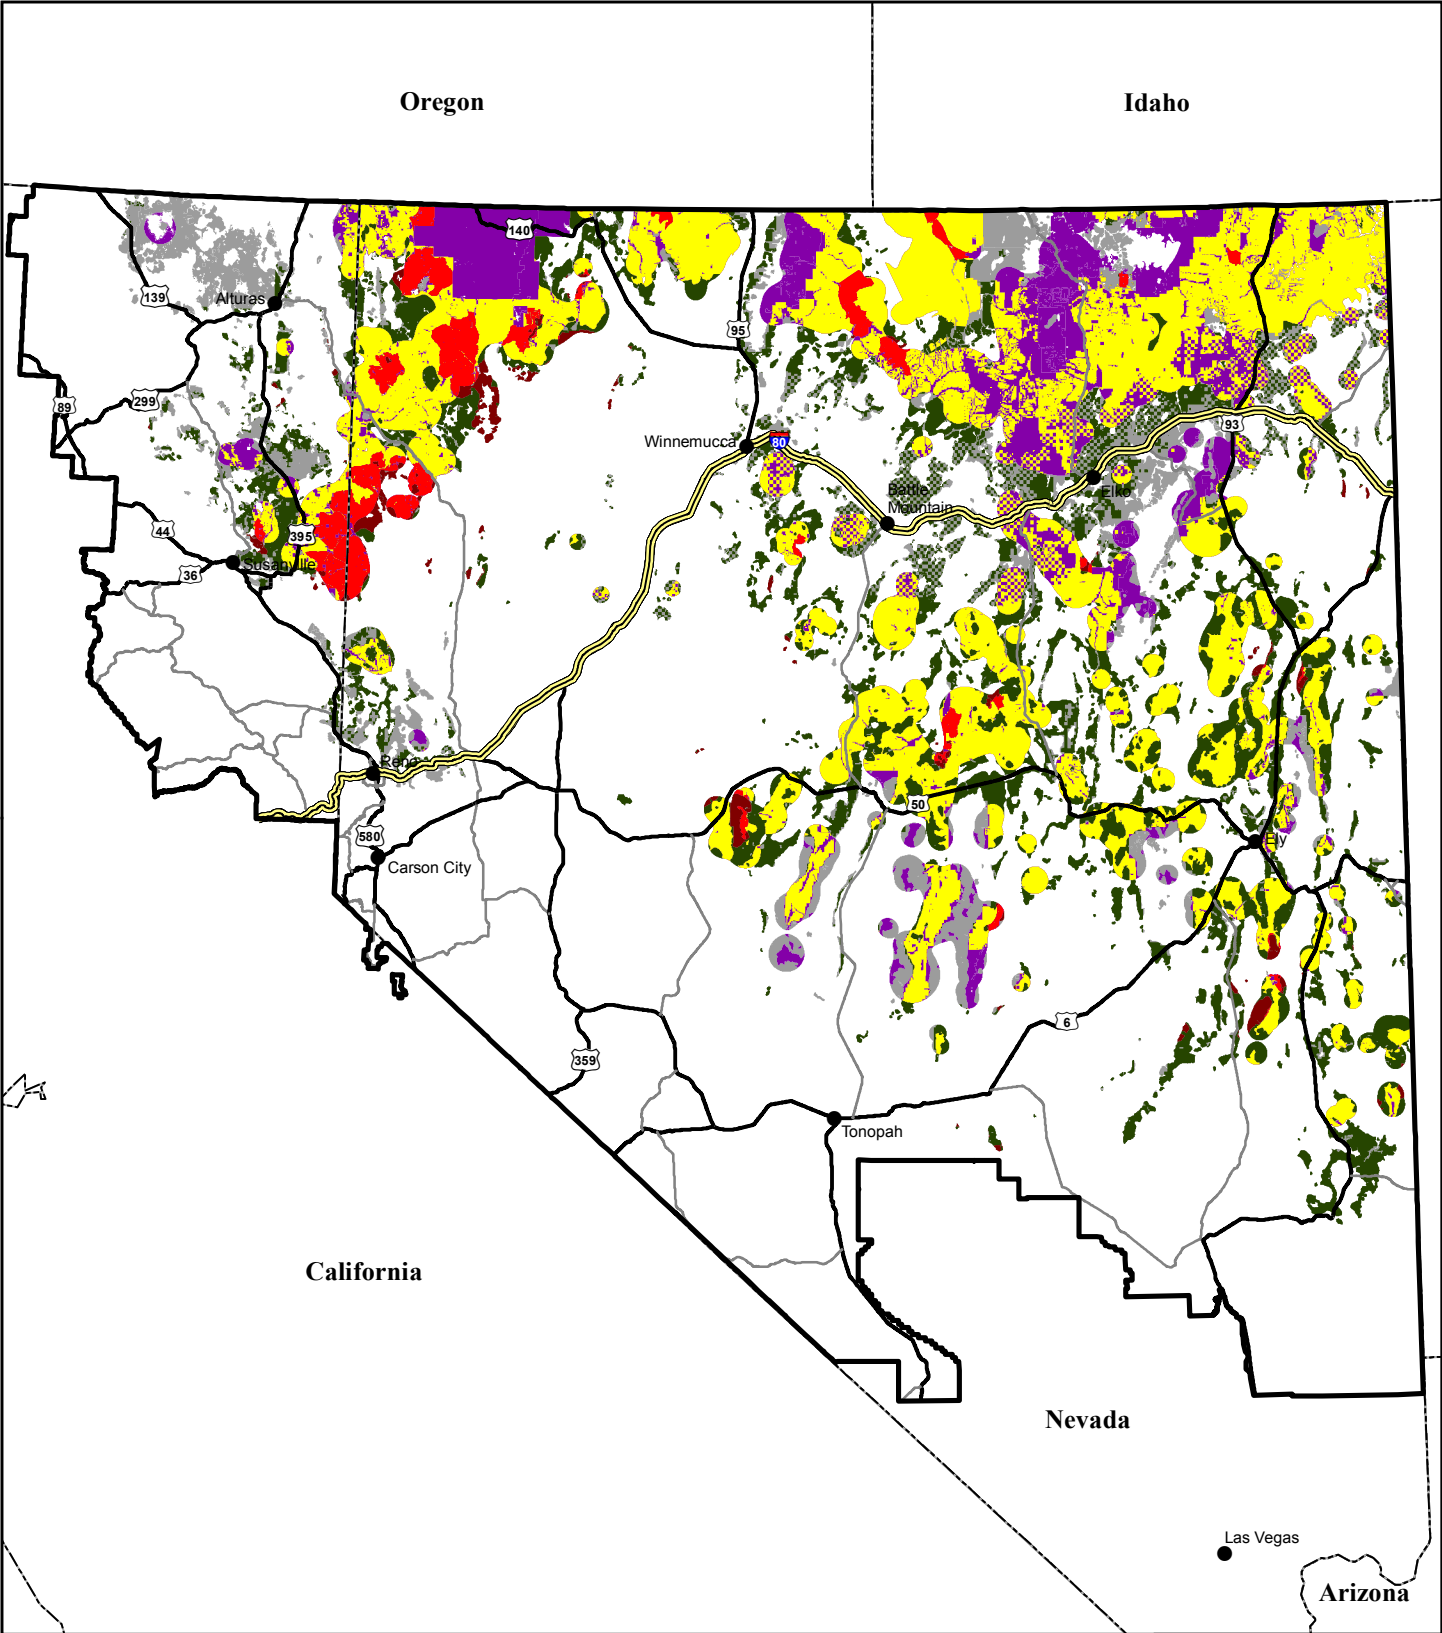 Oregon
Idaho
140
139
Alturas
95
299
89
Winnemucca
80
93
Elko
Battle
Mountain
44
395
Susanville
36
Reno
50
580
Ely
Carson City
6
359
Tonopah
California
Nevada
Las Vegas
Arizona